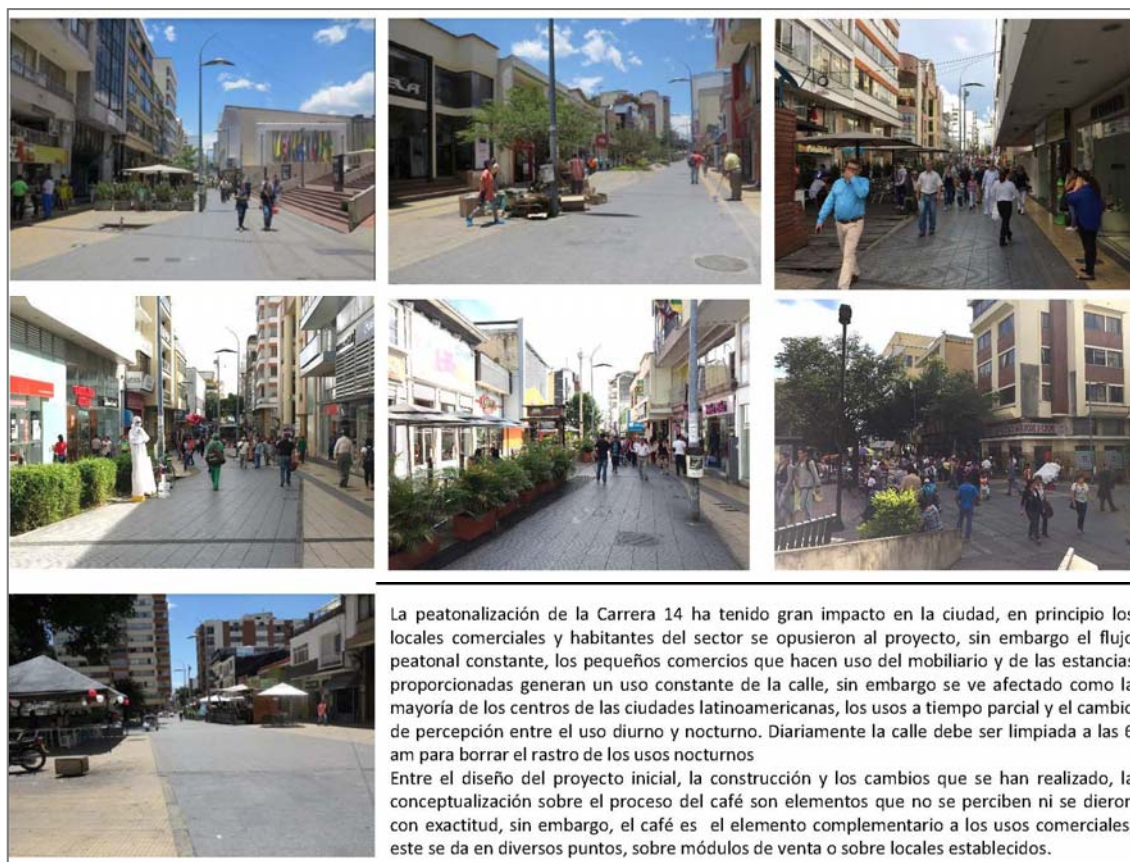 La peatonalización de la Carrera 14 ha tenido gran impacto en la ciudad, en principio los
locales comerciales y habitantes del sector se opusieron al proyecto, sin embargo el flujo
peatonal constante, los pequeños comercios que hacen uso del mobiliario y de las estancias
proporcionadas generan un uso constante de la calle, sin embargo se ve afectado como la
mayoría de los centros de las ciudades latinoamericanas, los usos a tiempo parcial y el cambio
de percepción entre el uso diurno y nocturno. Diariamente la calle debe ser limpiada a las 6
am para borrar el rastro de los usos nocturnos
Entre el diseño del proyecto inicial, la construcción y los cambios que se han realizado, la
conceptualización sobre el proceso del café son elementos que no se perciben ni se dieron
con exactitud, sin embargo, el café es el elemento complementario a los usos comerciales,
este se da en diversos puntos, sobre módulos de venta o sobre locales establecidos.